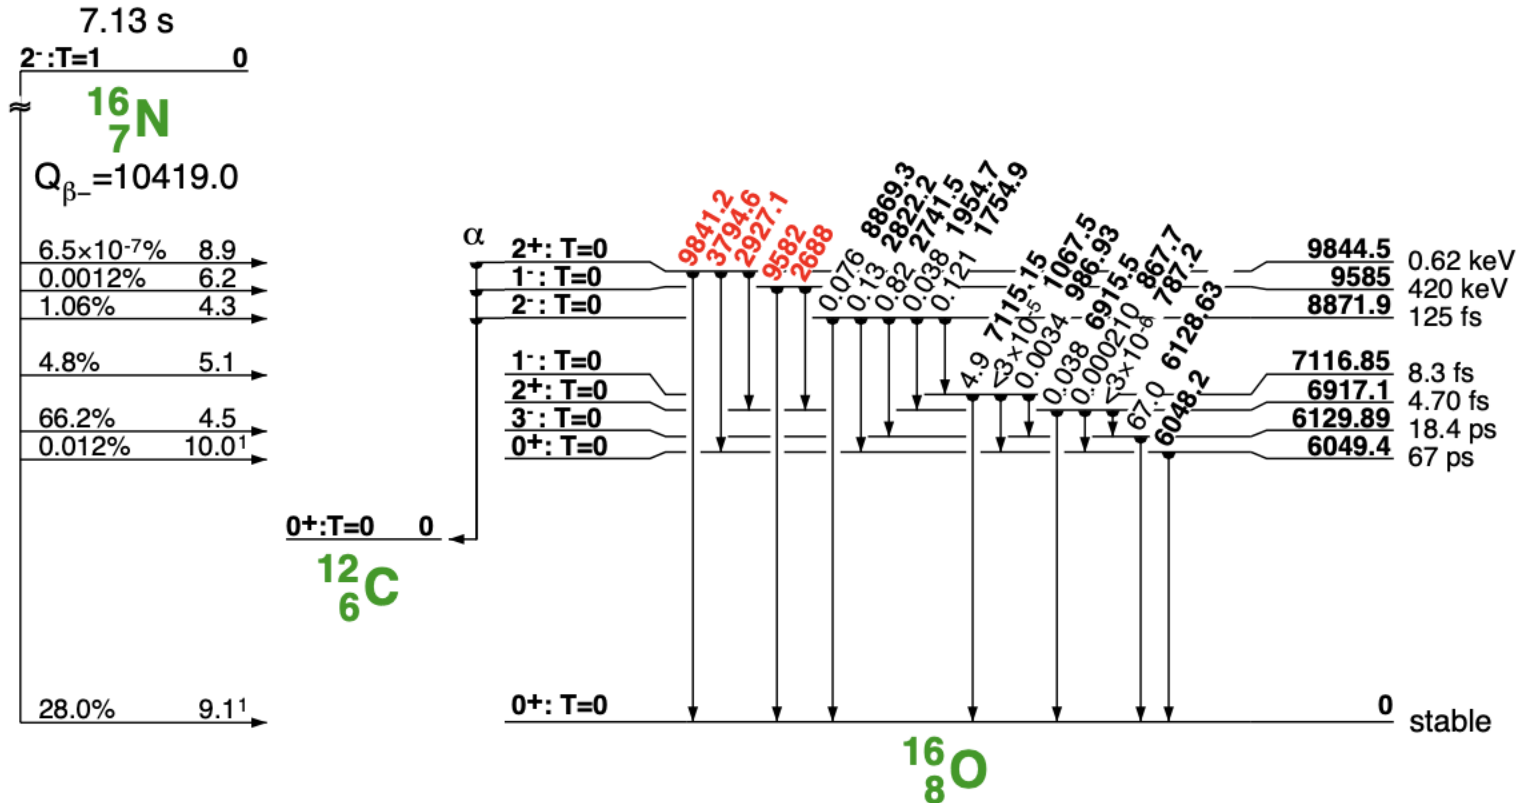 7.13 s
2⁻:T=1 0
¹⁶₇N
Qβ₋=10419.0
6.5×10⁻⁷% 8.9
0.0012% 6.2
1.06% 4.3
4.8% 5.1
66.2% 4.5
0.012% 10.0¹
28.0% 9.1¹
α
0⁺:T=0 0
¹²₆C
2⁺: T=0
1⁻: T=0
2⁻: T=0
1⁻: T=0
2⁺: T=0
3⁻: T=0
0⁺: T=0
0⁺: T=0
9841.2
3794.6
2927.1
9582
2688
0.076 8869.3
0.13 2822.2
0.82 2741.5
0.038 1954.7
0.121 1754.9
4.9 7115.15
<3×10⁻⁵ 1067.5
0.0034 986.93
0.038 6915.5
0.000210 867.7
<3×10⁻⁶ 787.2
67.0 6128.63
6048.2
9844.5 0.62 keV
9585 420 keV
8871.9 125 fs
7116.85 8.3 fs
6917.1 4.70 fs
6129.89 18.4 ps
6049.4 67 ps
0 stable
¹⁶₈O